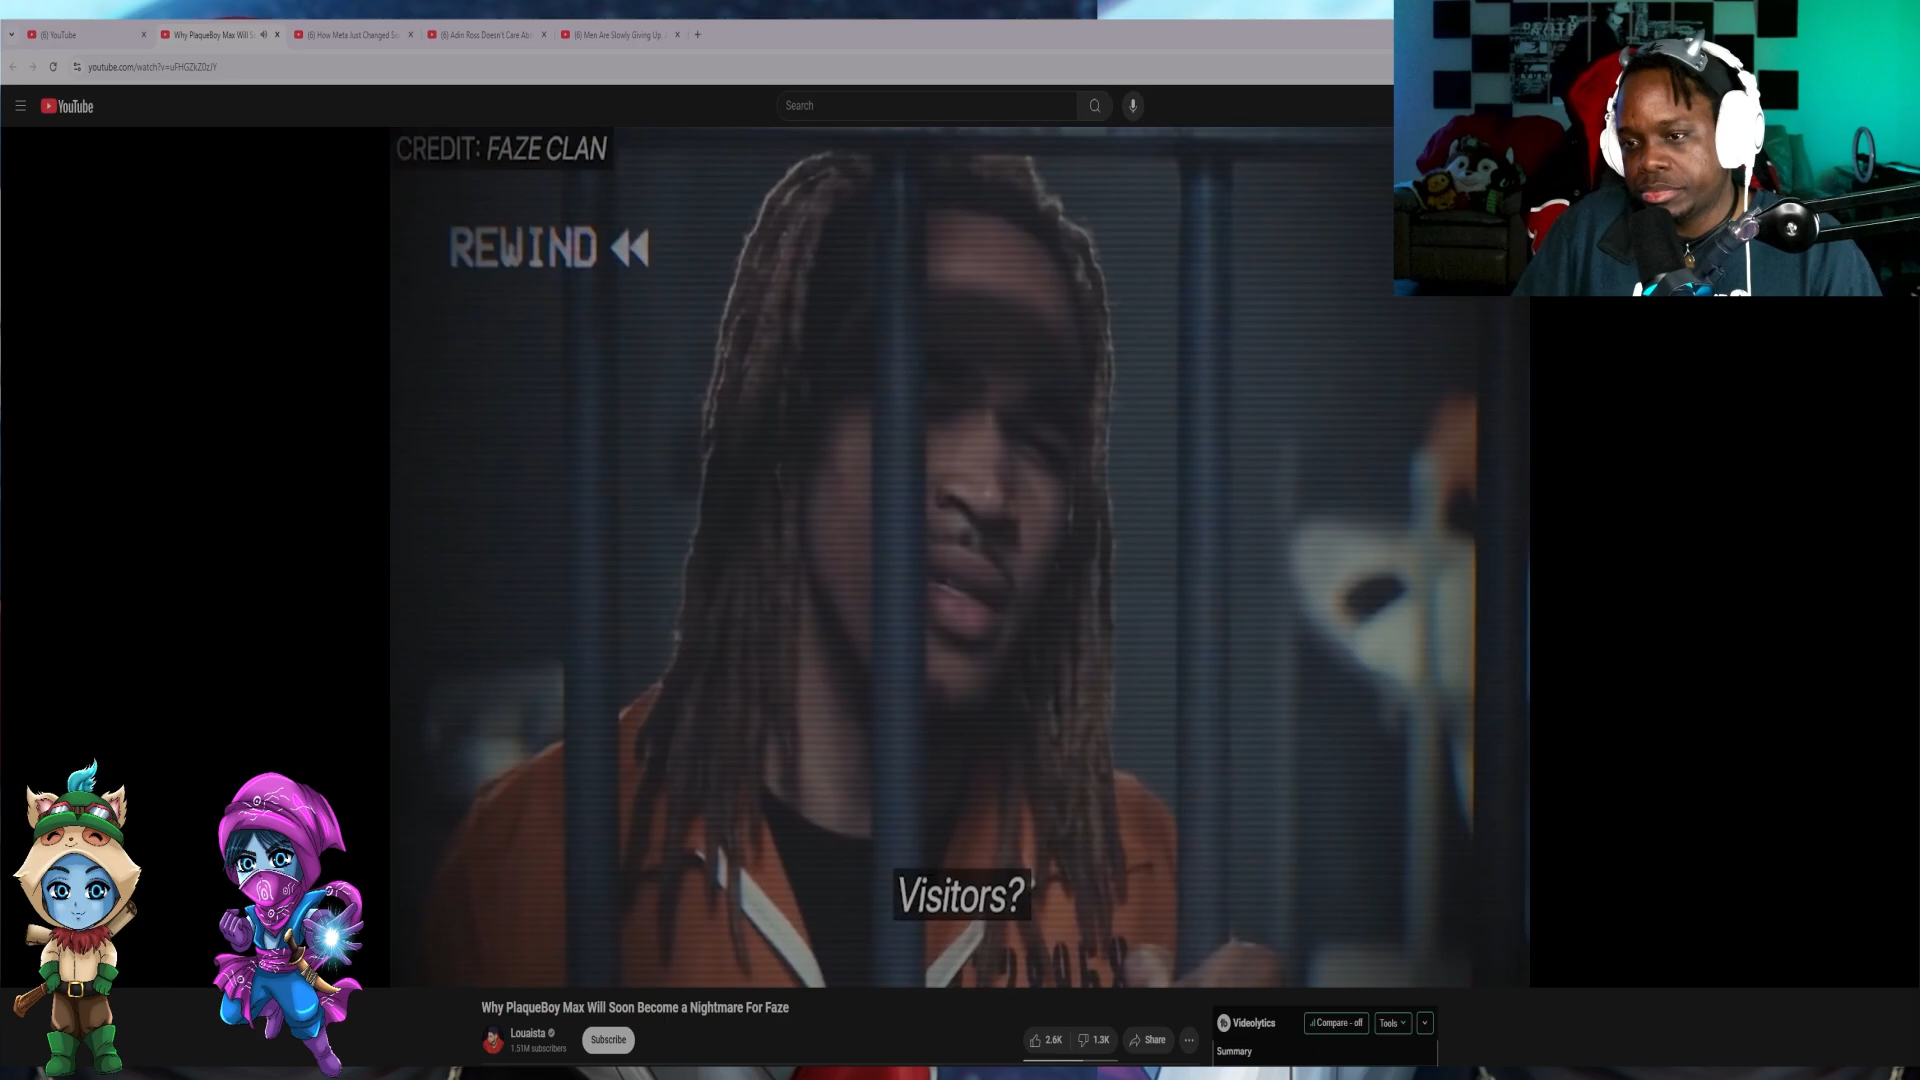 (6) YouTube
Why PlaqueBoy Max Will S
(6) How Meta Just Changed So
(6) Adin Ross Doesn't Care Ab
(6) Men Are Slowly Giving Up.
youtube.com/watch?v=uFHGZkZ0zJY
YouTube
Search
CREDIT: FAZE CLAN
REWIND
Visitors?
Why PlaqueBoy Max Will Soon Become a Nightmare For Faze
Louaista
1.51M subscribers
Subscribe
2.6K
1.3K
Share
Videolytics
Compare - off
Tools
Summary